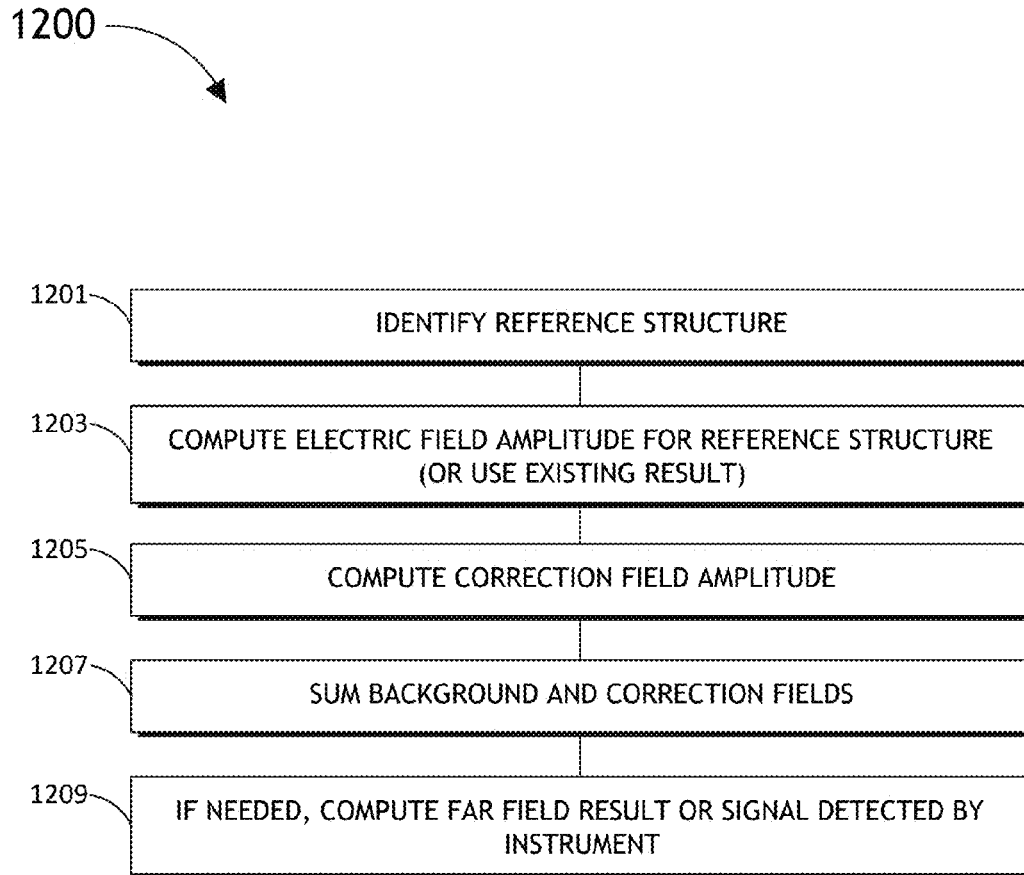 1200
1201
IDENTIFY REFERENCE STRUCTURE
1203
COMPUTE ELECTRIC FIELD AMPLITUDE FOR REFERENCE STRUCTURE
(OR USE EXISTING RESULT)
1205
COMPUTE CORRECTION FIELD AMPLITUDE
1207
SUM BACKGROUND AND CORRECTION FIELDS
1209
IF NEEDED, COMPUTE FAR FIELD RESULT OR SIGNAL DETECTED BY
INSTRUMENT